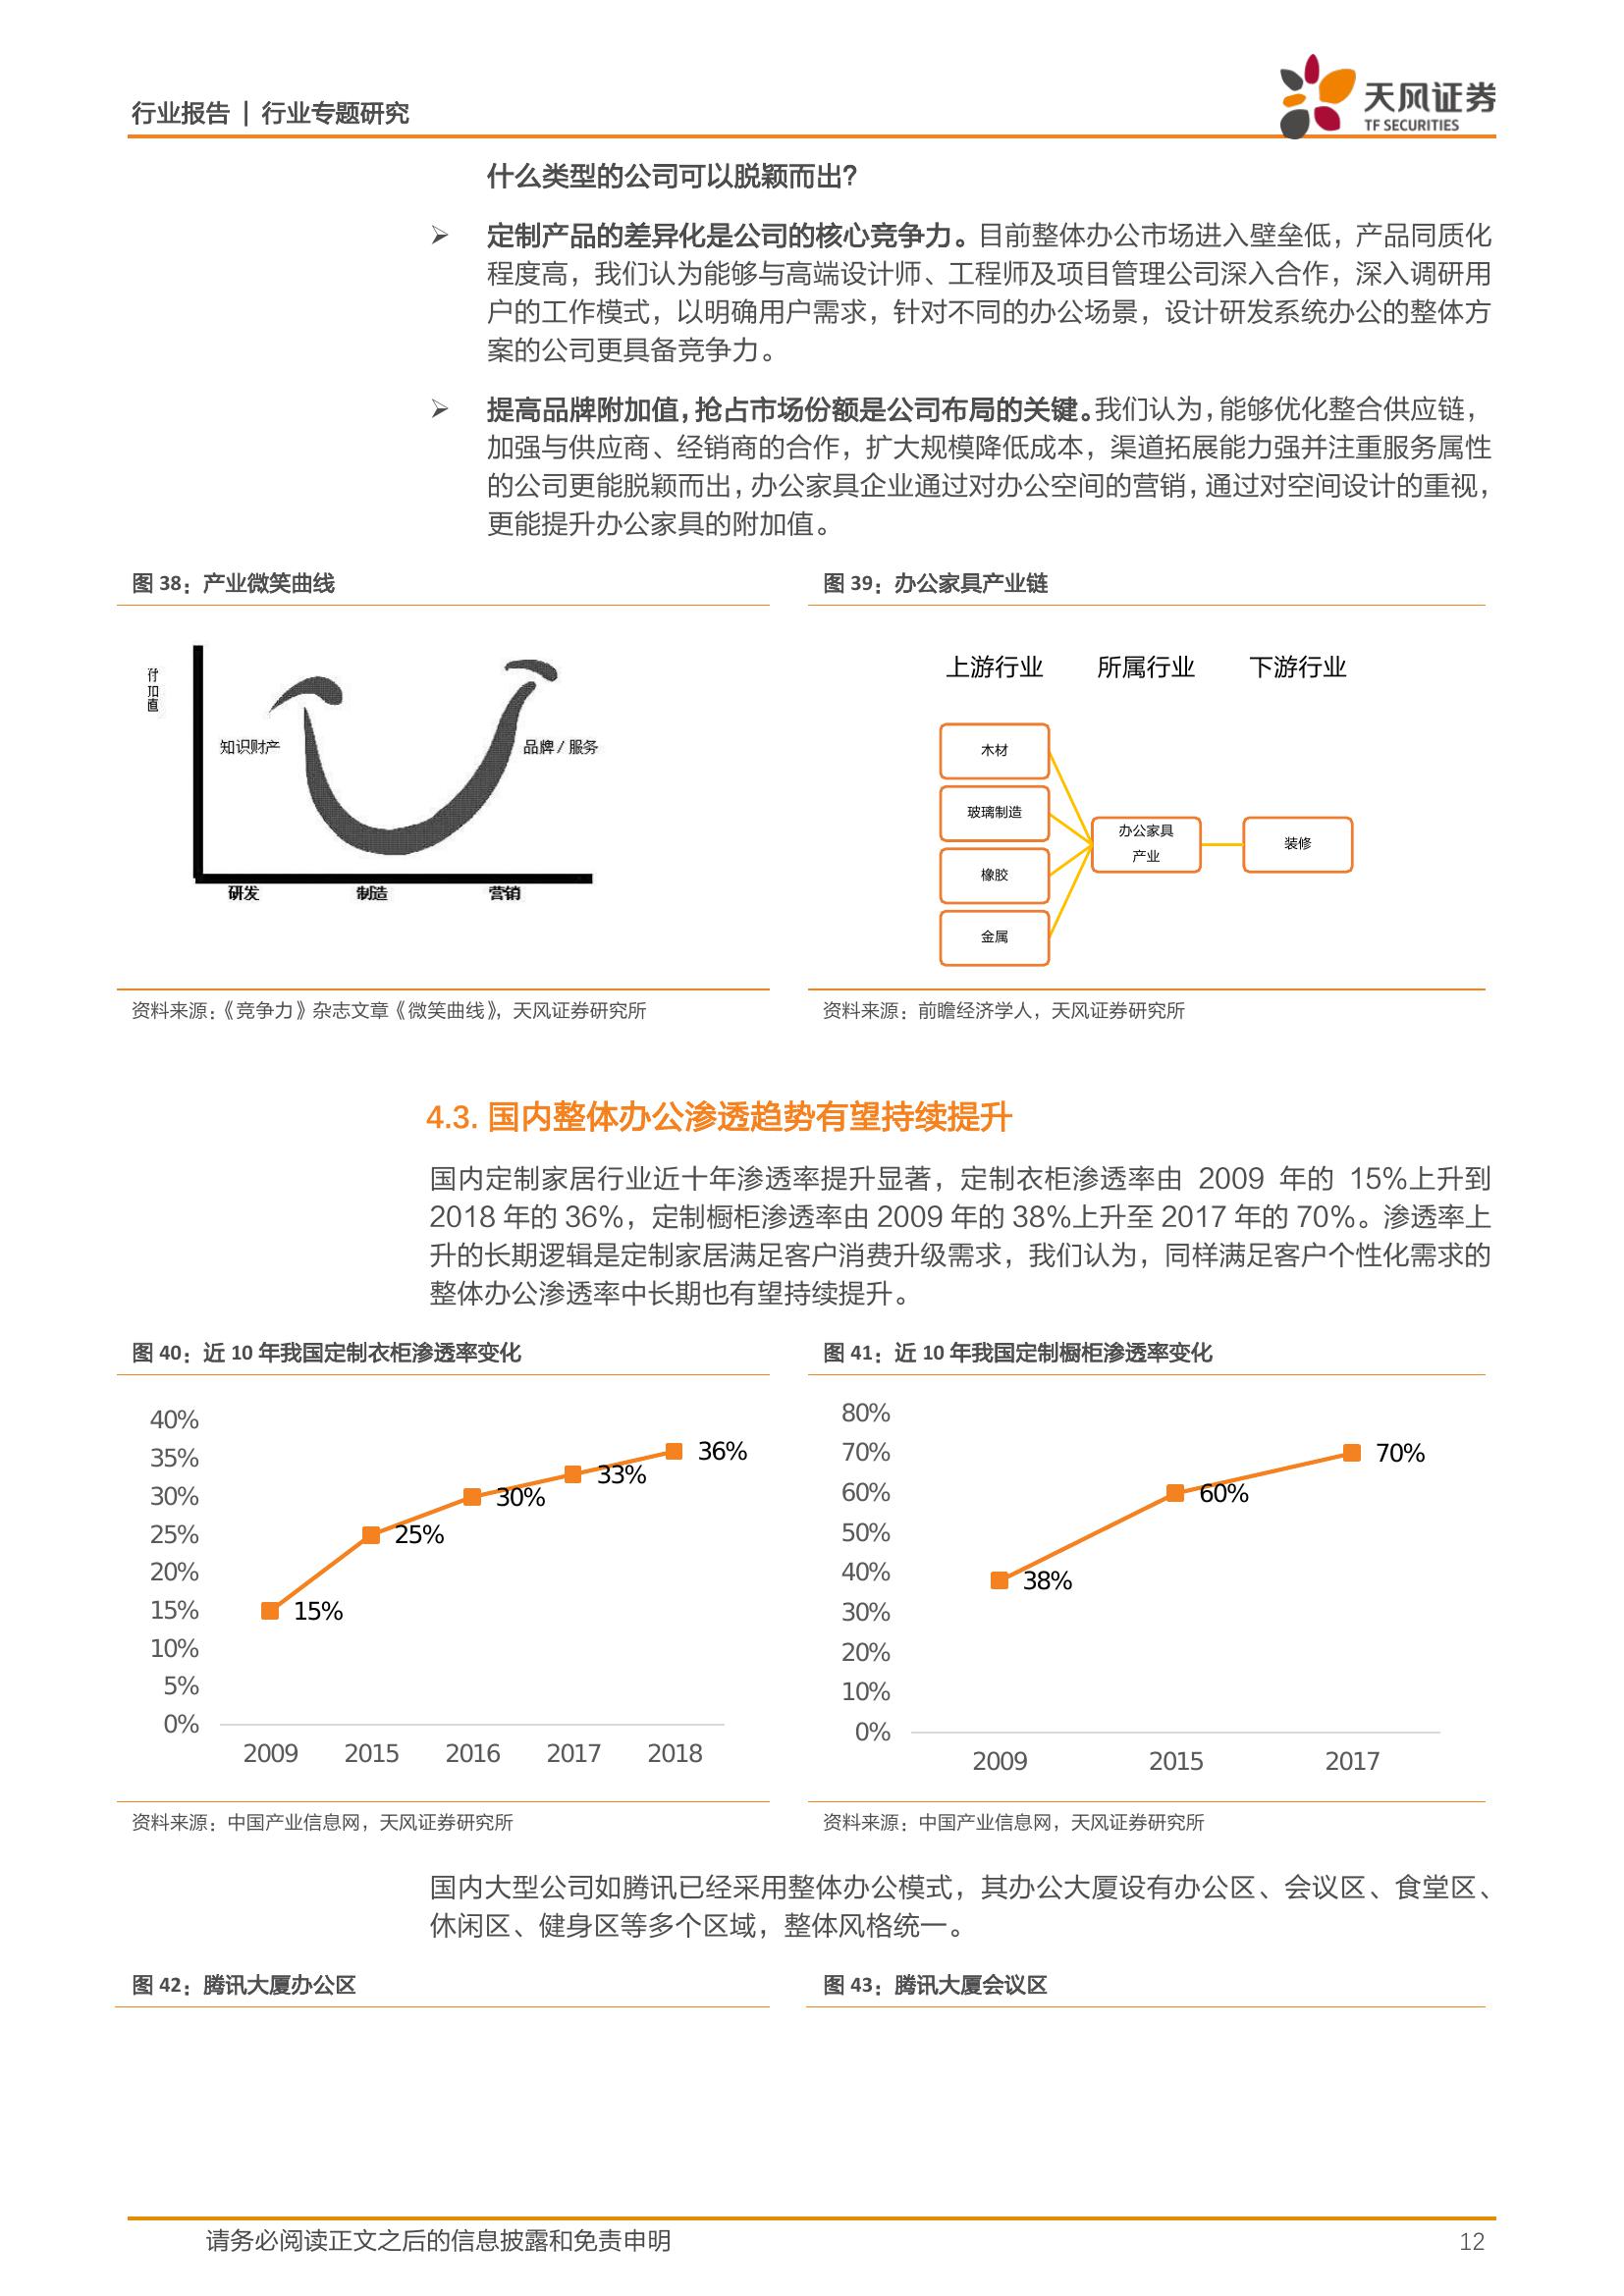 行业报告 | 行业专题研究
天风证券
TF SECURITIES
什么类型的公司可以脱颖而出？
➢ 定制产品的差异化是公司的核心竞争力。目前整体办公市场进入壁垒低，产品同质化
程度高，我们认为能够与高端设计师、工程师及项目管理公司深入合作，深入调研用
户的工作模式，以明确用户需求，针对不同的办公场景，设计研发系统办公的整体方
案的公司更具备竞争力。
➢ 提高品牌附加值，抢占市场份额是公司布局的关键。我们认为，能够优化整合供应链，
加强与供应商、经销商的合作，扩大规模降低成本，渠道拓展能力强并注重服务属性
的公司更能脱颖而出，办公家具企业通过对办公空间的营销，通过对空间设计的重视，
更能提升办公家具的附加值。
图 38：产业微笑曲线
知识财产
品牌 / 服务
研发 制造 营销
资料来源：《竞争力》杂志文章《微笑曲线》，天风证券研究所
图 39：办公家具产业链
上游行业 所属行业 下游行业
木材
玻璃制造
橡胶
金属
办公家具
产业
装修
资料来源：前瞻经济学人，天风证券研究所
4.3. 国内整体办公渗透趋势有望持续提升
国内定制家居行业近十年渗透率提升显著，定制衣柜渗透率由 2009 年的 15%上升到
2018 年的 36%，定制橱柜渗透率由 2009 年的 38%上升至 2017 年的 70%。渗透率上
升的长期逻辑是定制家居满足客户消费升级需求，我们认为，同样满足客户个性化需求的
整体办公渗透率中长期也有望持续提升。
图 40：近 10 年我国定制衣柜渗透率变化
40%
35%
30%
25%
20%
15%
10%
5%
0%
15%
25%
30%
33%
36%
2009 2015 2016 2017 2018
资料来源：中国产业信息网，天风证券研究所
图 41：近 10 年我国定制橱柜渗透率变化
80%
70%
60%
50%
40%
30%
20%
10%
0%
38%
60%
70%
2009 2015 2017
资料来源：中国产业信息网，天风证券研究所
国内大型公司如腾讯已经采用整体办公模式，其办公大厦设有办公区、会议区、食堂区、
休闲区、健身区等多个区域，整体风格统一。
图 42：腾讯大厦办公区
图 43：腾讯大厦会议区
请务必阅读正文之后的信息披露和免责申明
12